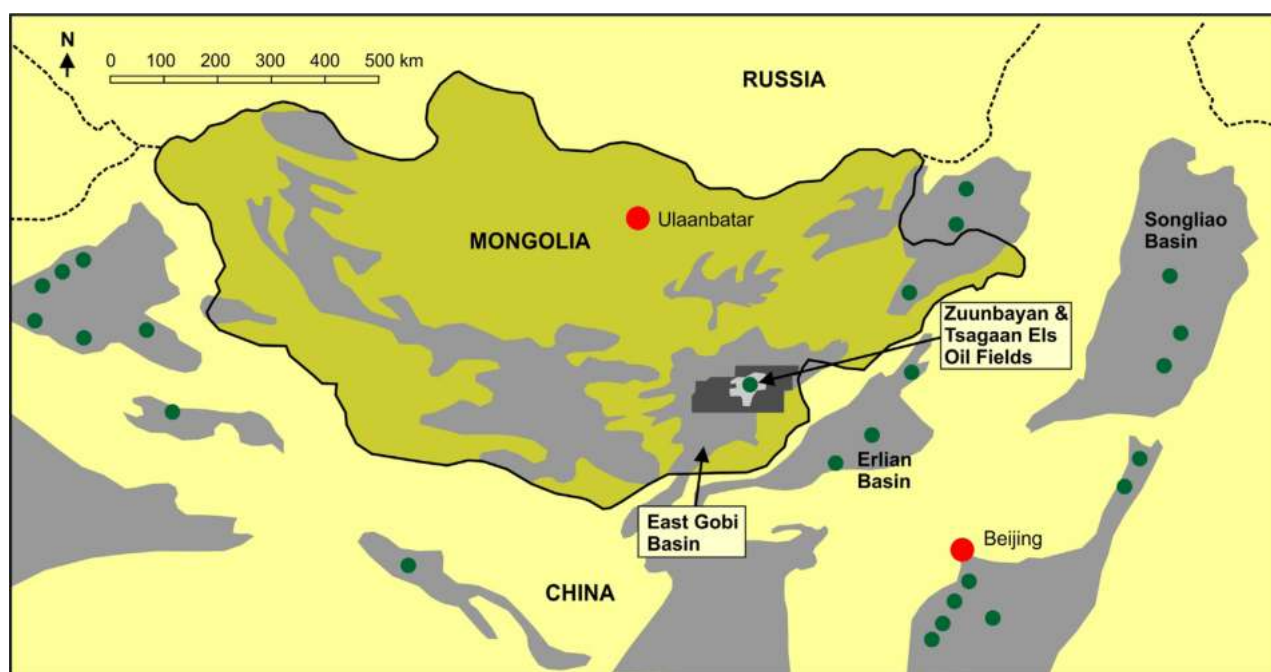 N
0 100 200 300 400 500 km
RUSSIA
Ulaanbatar
MONGOLIA
Songliao
Basin
Zuunbayan &
Tsagaan Els
Oil Fields
Erlian
Basin
East Gobi
Basin
Beijing
CHINA